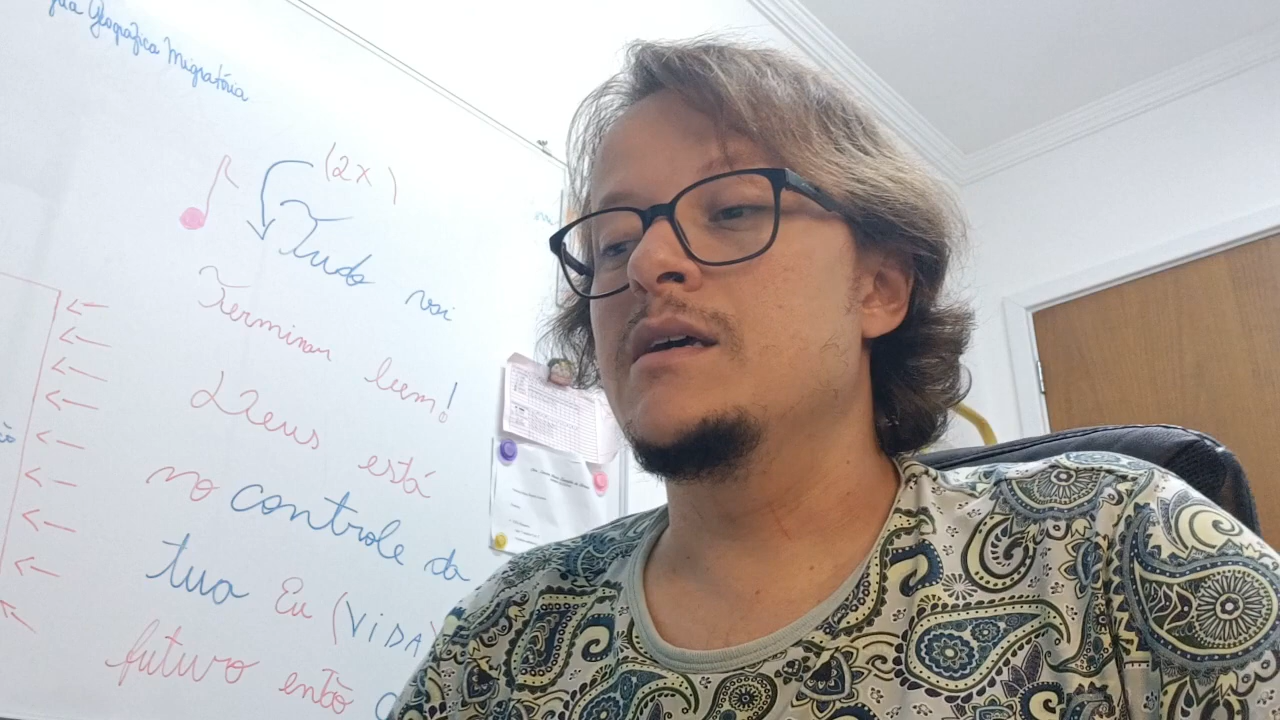 Geográfica Migratória
(2x)
Tudo vai
Terminar bem!
Deus está
no controle da
tua Eu (ViDA)
futuro então